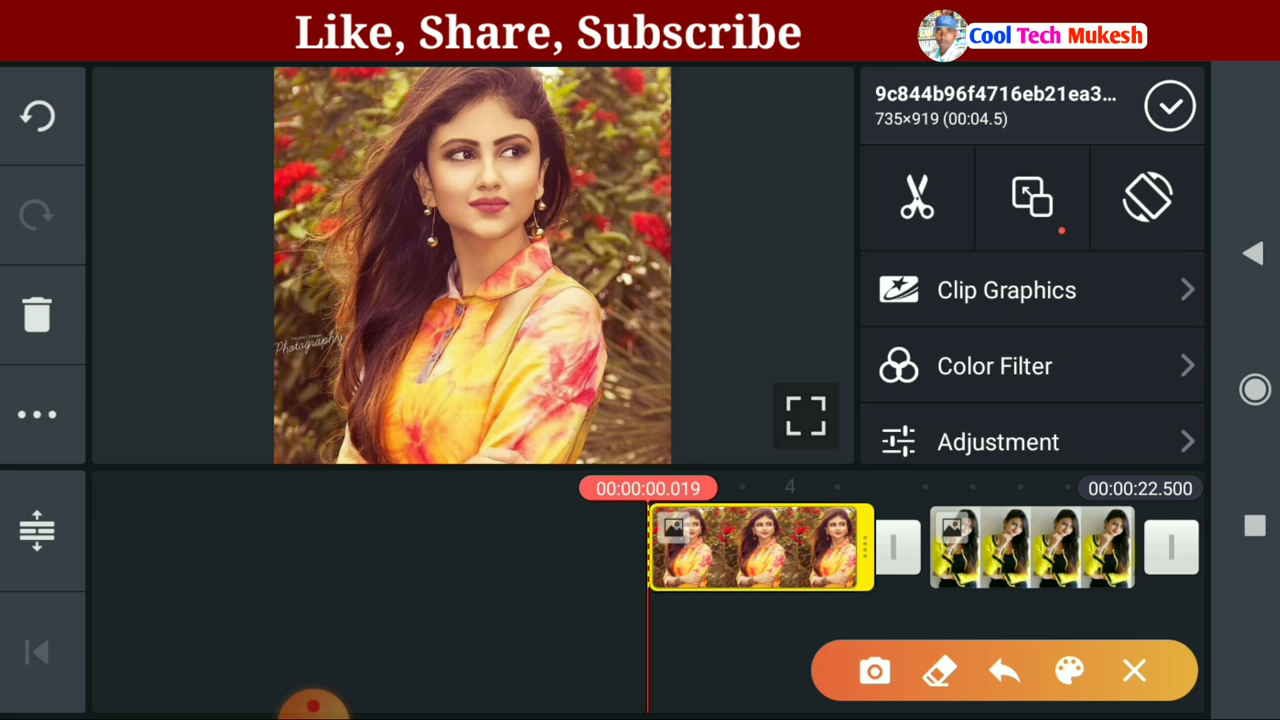 Like, Share, Subscribe
Cool Tech Mukesh
9c844b96f4716eb21ea3...
735×919 (00:04.5)
Clip Graphics
Color Filter
Adjustment
Photography
00:00:00.019
4
00:00:22.500